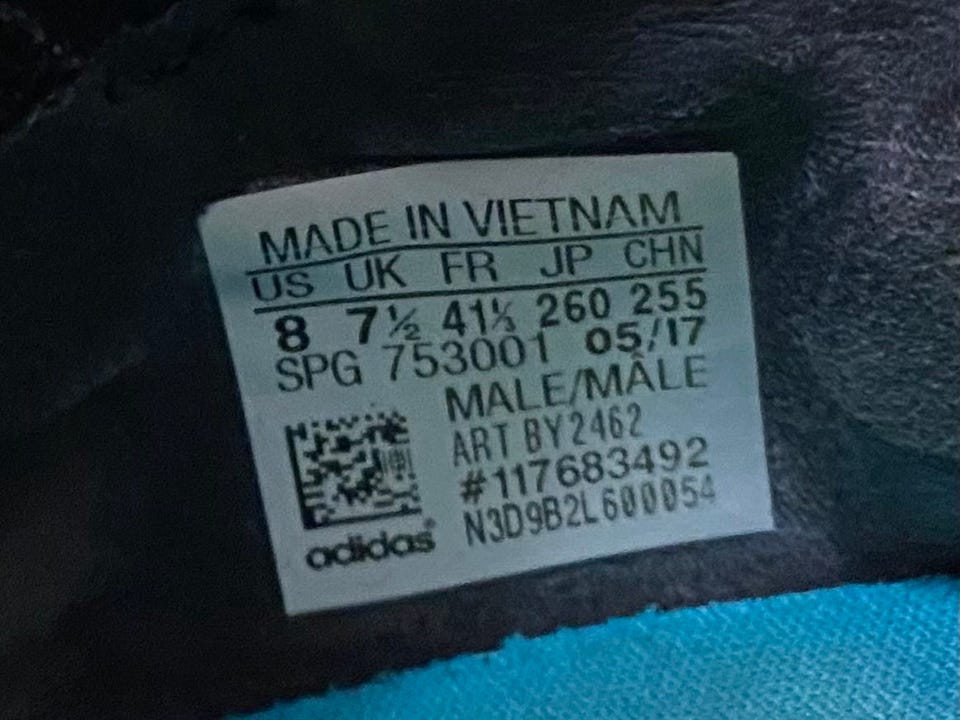 MADE IN VIETNAM
US UK FR JP CHN
8 7½ 41⅓ 260 255
SPG 753001 05/17
MALE/MÂLE
ART BY2462
#117683492
N3D9B2L600054
adidas®